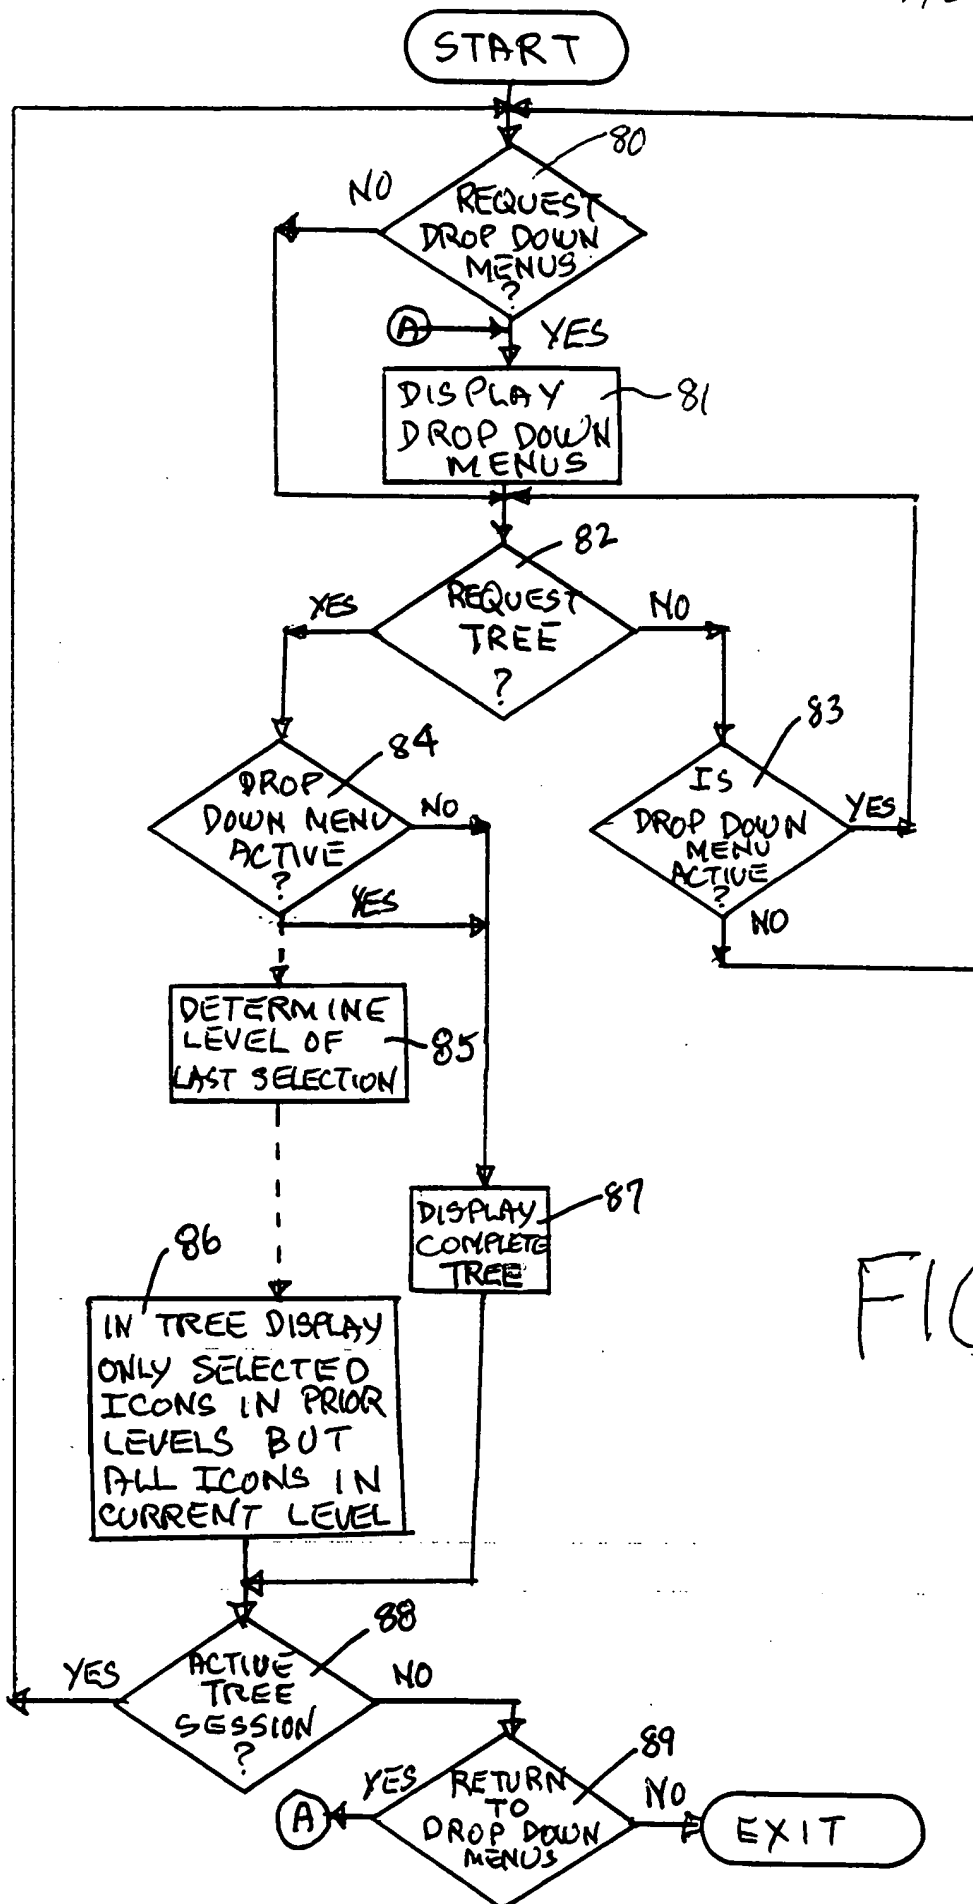 START
80
NO
REQUEST
DROP DOWN
MENUS
?
A
YES
DISPLAY
DROP DOWN
MENUS
81
82
REQUEST
TREE
?
YES
NO
84
DROP
DOWN MENU
ACTIVE
?
NO
YES
83
IS
DROP DOWN
MENU
ACTIVE
?
YES
NO
DETERMINE
LEVEL OF
LAST SELECTION
85
87
DISPLAY
COMPLETE
TREE
86
IN TREE DISPLAY
ONLY SELECTED
ICONS IN PRIOR
LEVELS BUT
ALL ICONS IN
CURRENT LEVEL
FIG
88
YES
ACTIVE
TREE
SESSION
?
NO
89
YES
RETURN
TO
DROP DOWN
MENUS
NO
A
EXIT